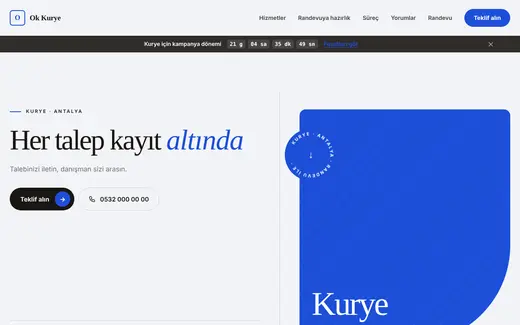 O Ok Kurye
Hizmetler Randevuya hazırlık Süreç Yorumlar Randevu Teklif alın
Kurye için kampanya dönemi 21 g 04 sa 35 dk 49 sn
KURYE · ANTALYA
Her talep kayıt altında
Talebinizi iletin, danışman sizi arasın.
Teklif alın → 0532 000 00 00
KURYE · ANTALYA · RANDEVU İLE ·
↓
Kurye